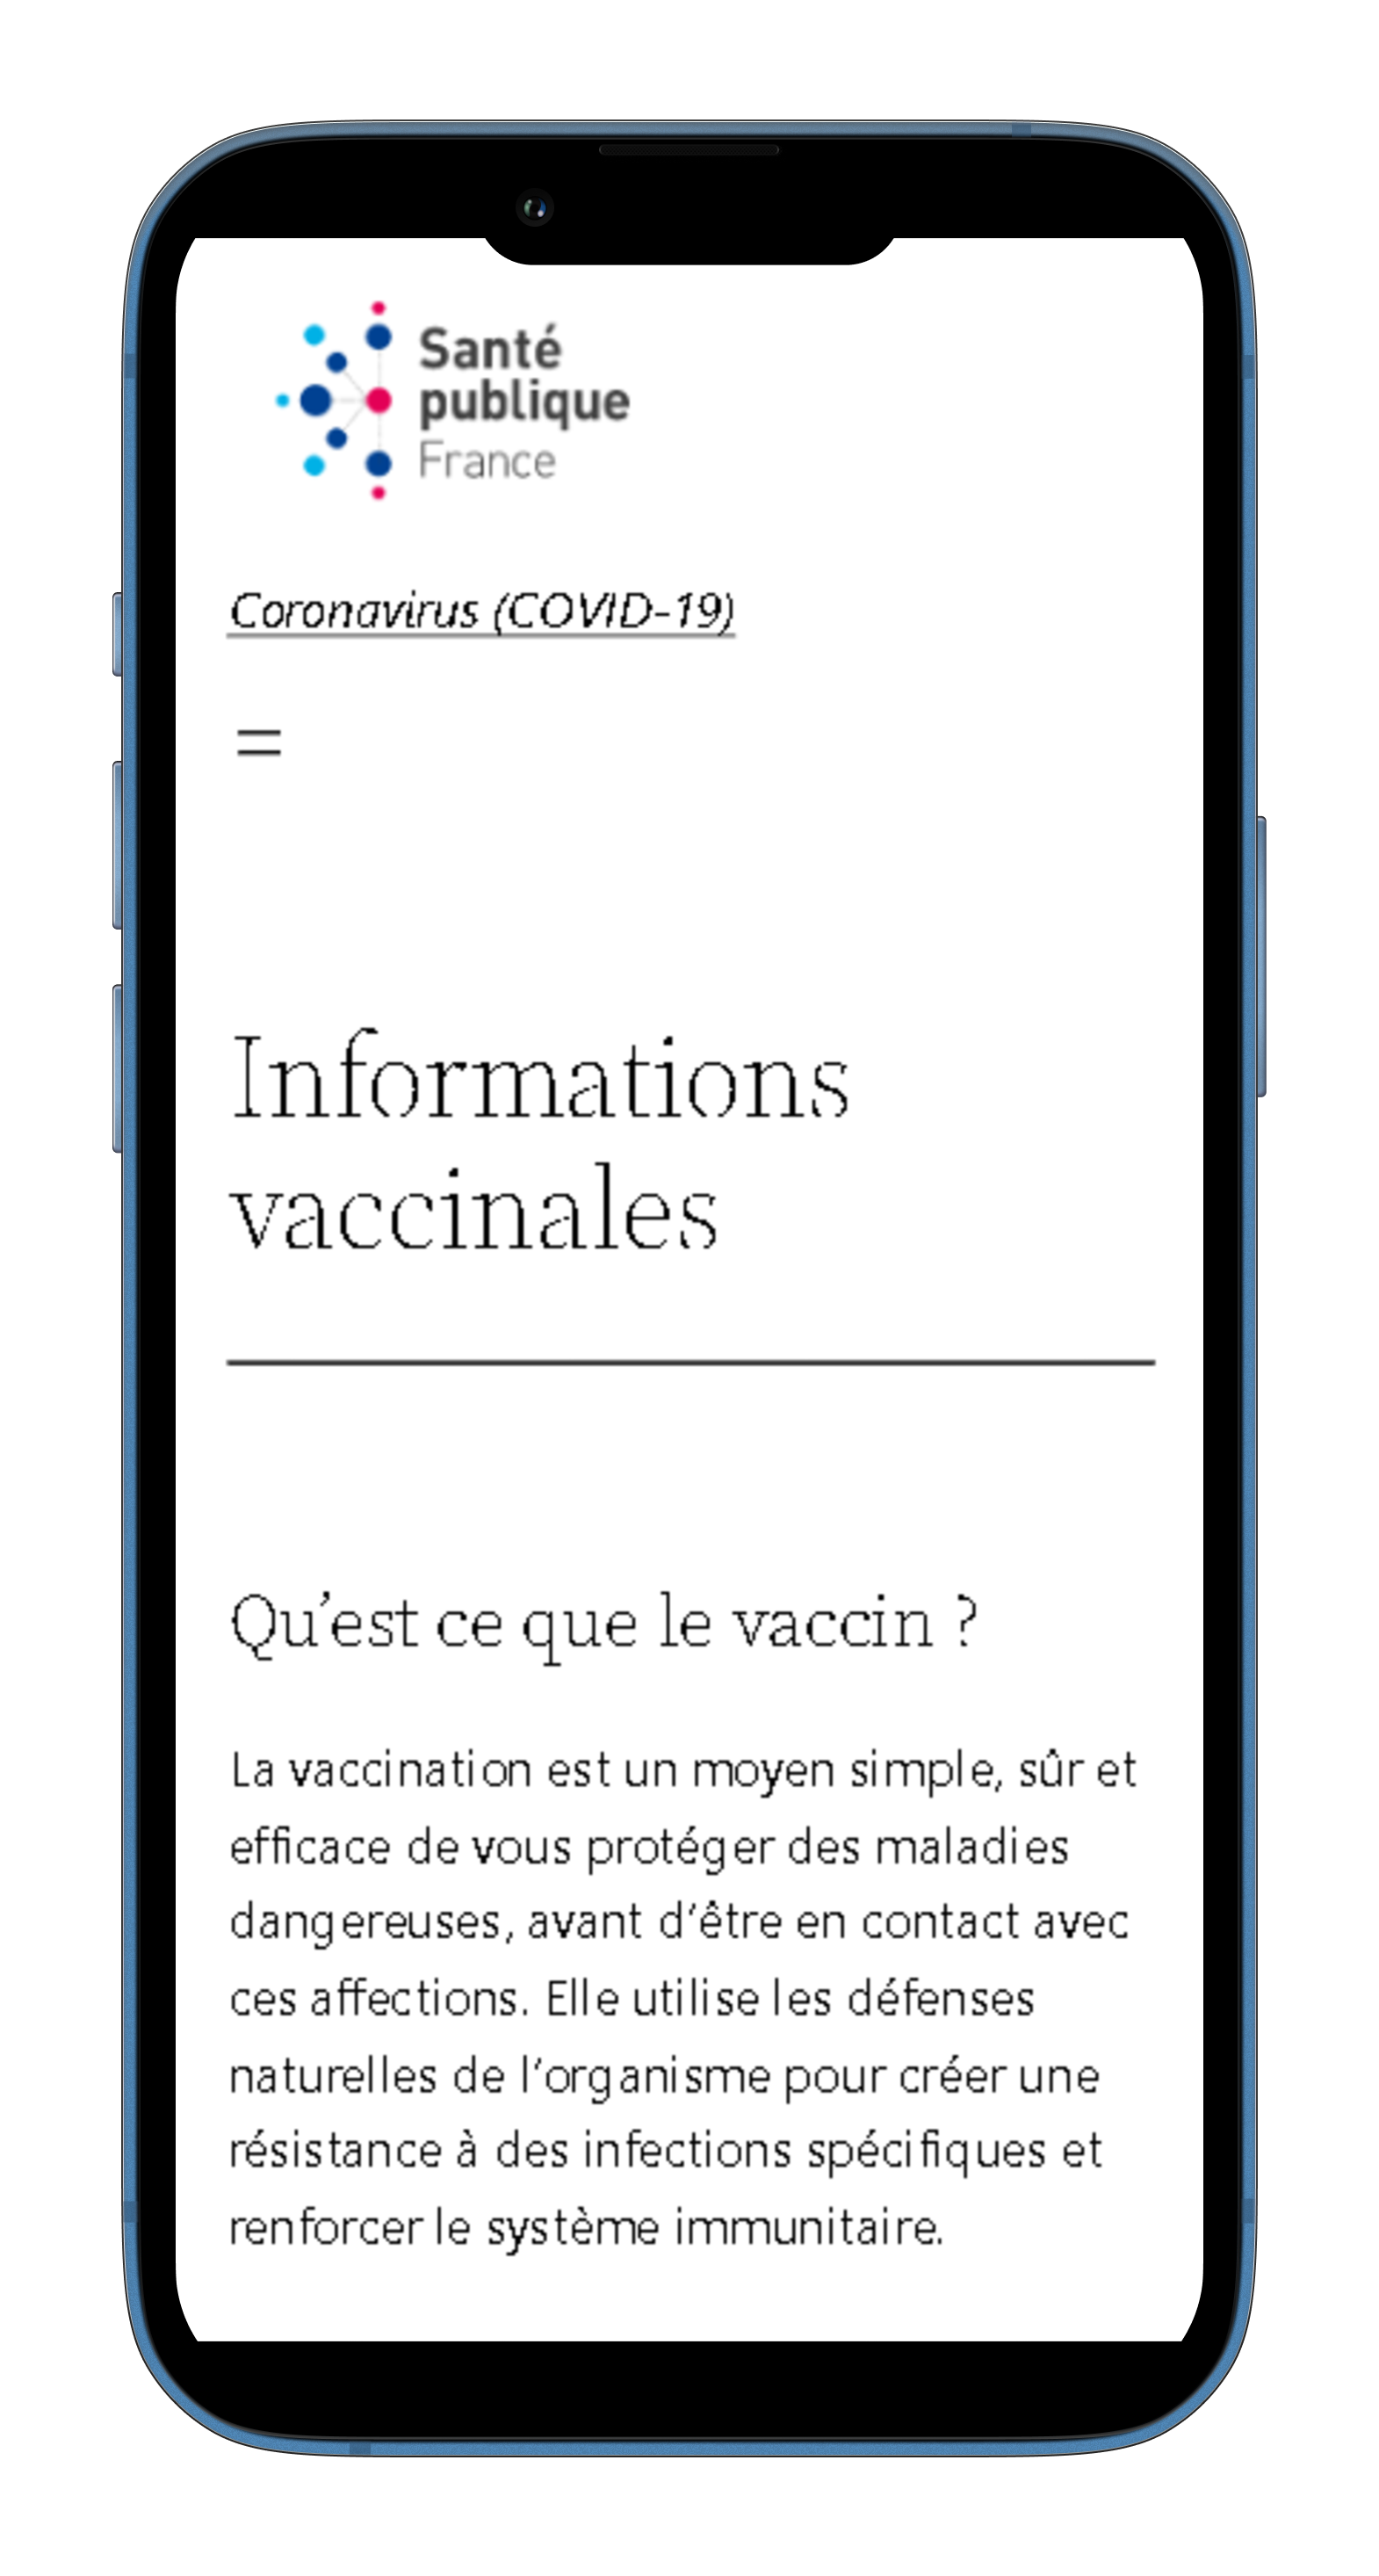 Santé
publique
France
Coronavirus (COVID-19)
Informations
vaccinales
Qu’est ce que le vaccin ?
La vaccination est un moyen simple, sûr et
efficace de vous protéger des maladies
dangereuses, avant d’être en contact avec
ces affections. Elle utilise les défenses
naturelles de l’organisme pour créer une
résistance à des infections spécifiques et
renforcer le système immunitaire.